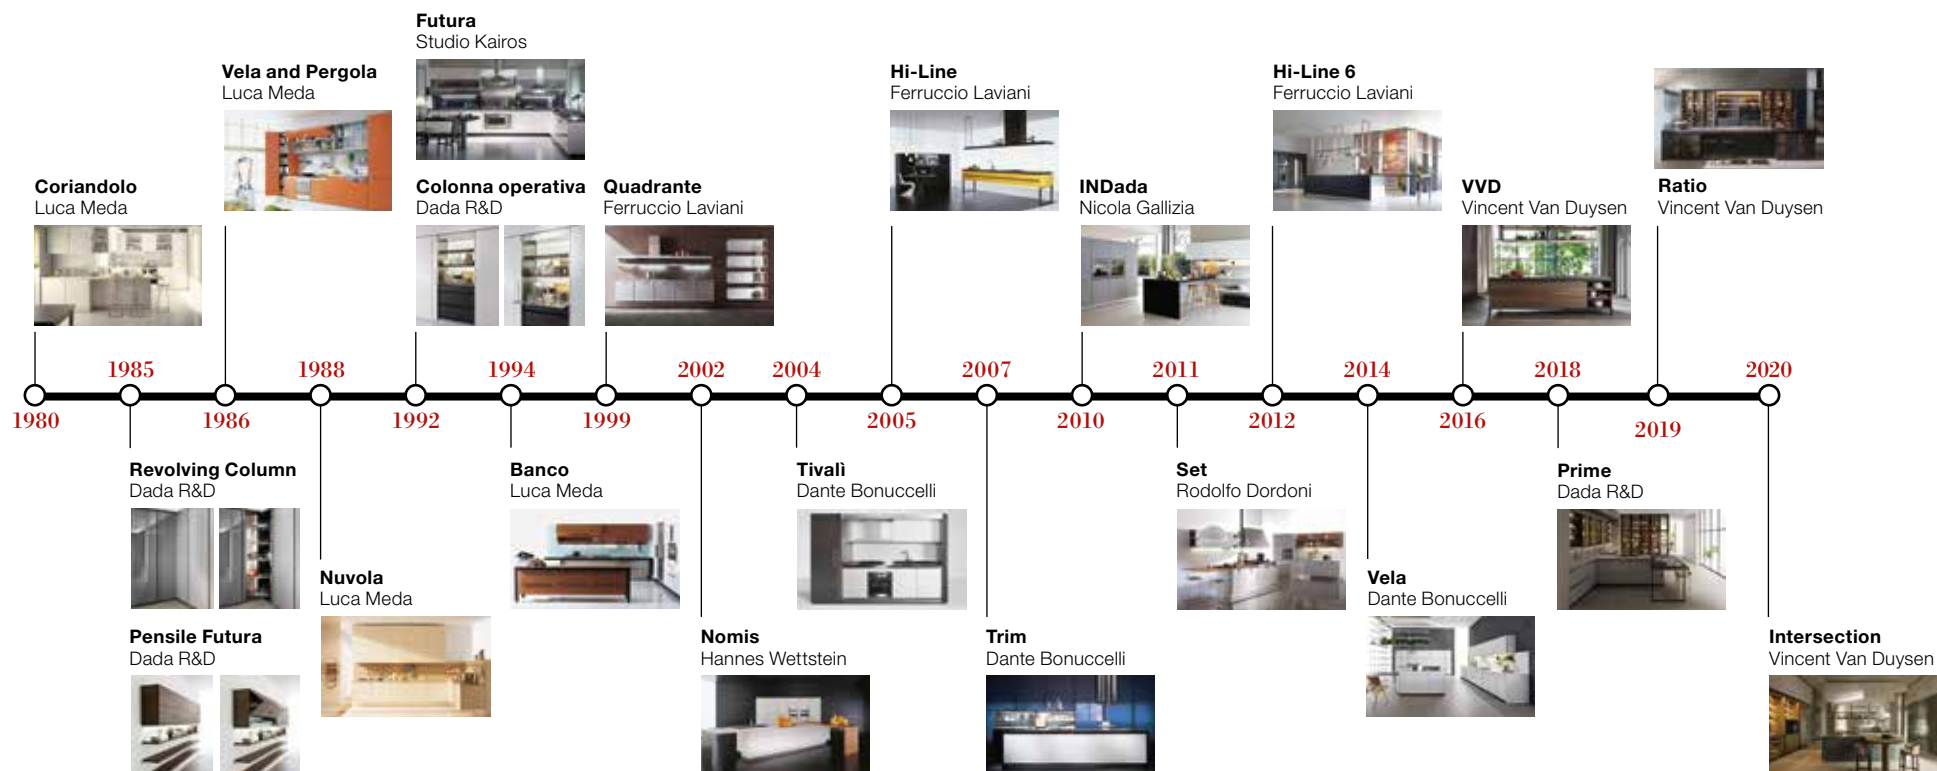 Futura
Studio Kairos
Vela and Pergola
Luca Meda
Hi-Line
Ferruccio Laviani
Hi-Line 6
Ferruccio Laviani
Coriandolo
Luca Meda
Colonna operativa
Dada R&D
Quadrante
Ferruccio Laviani
INDada
Nicola Gallizia
VVD
Vincent Van Duysen
Ratio
Vincent Van Duysen
1985
1988
1994
2002
2004
2007
2011
2014
2018
2020
1980
1986
1992
1999
2005
2010
2012
2016
2019
Revolving Column
Dada R&D
Banco
Luca Meda
Tivalì
Dante Bonuccelli
Set
Rodolfo Dordoni
Prime
Dada R&D
Nuvola
Luca Meda
Vela
Dante Bonuccelli
Pensile Futura
Dada R&D
Nomis
Hannes Wettstein
Trim
Dante Bonuccelli
Intersection
Vincent Van Duysen